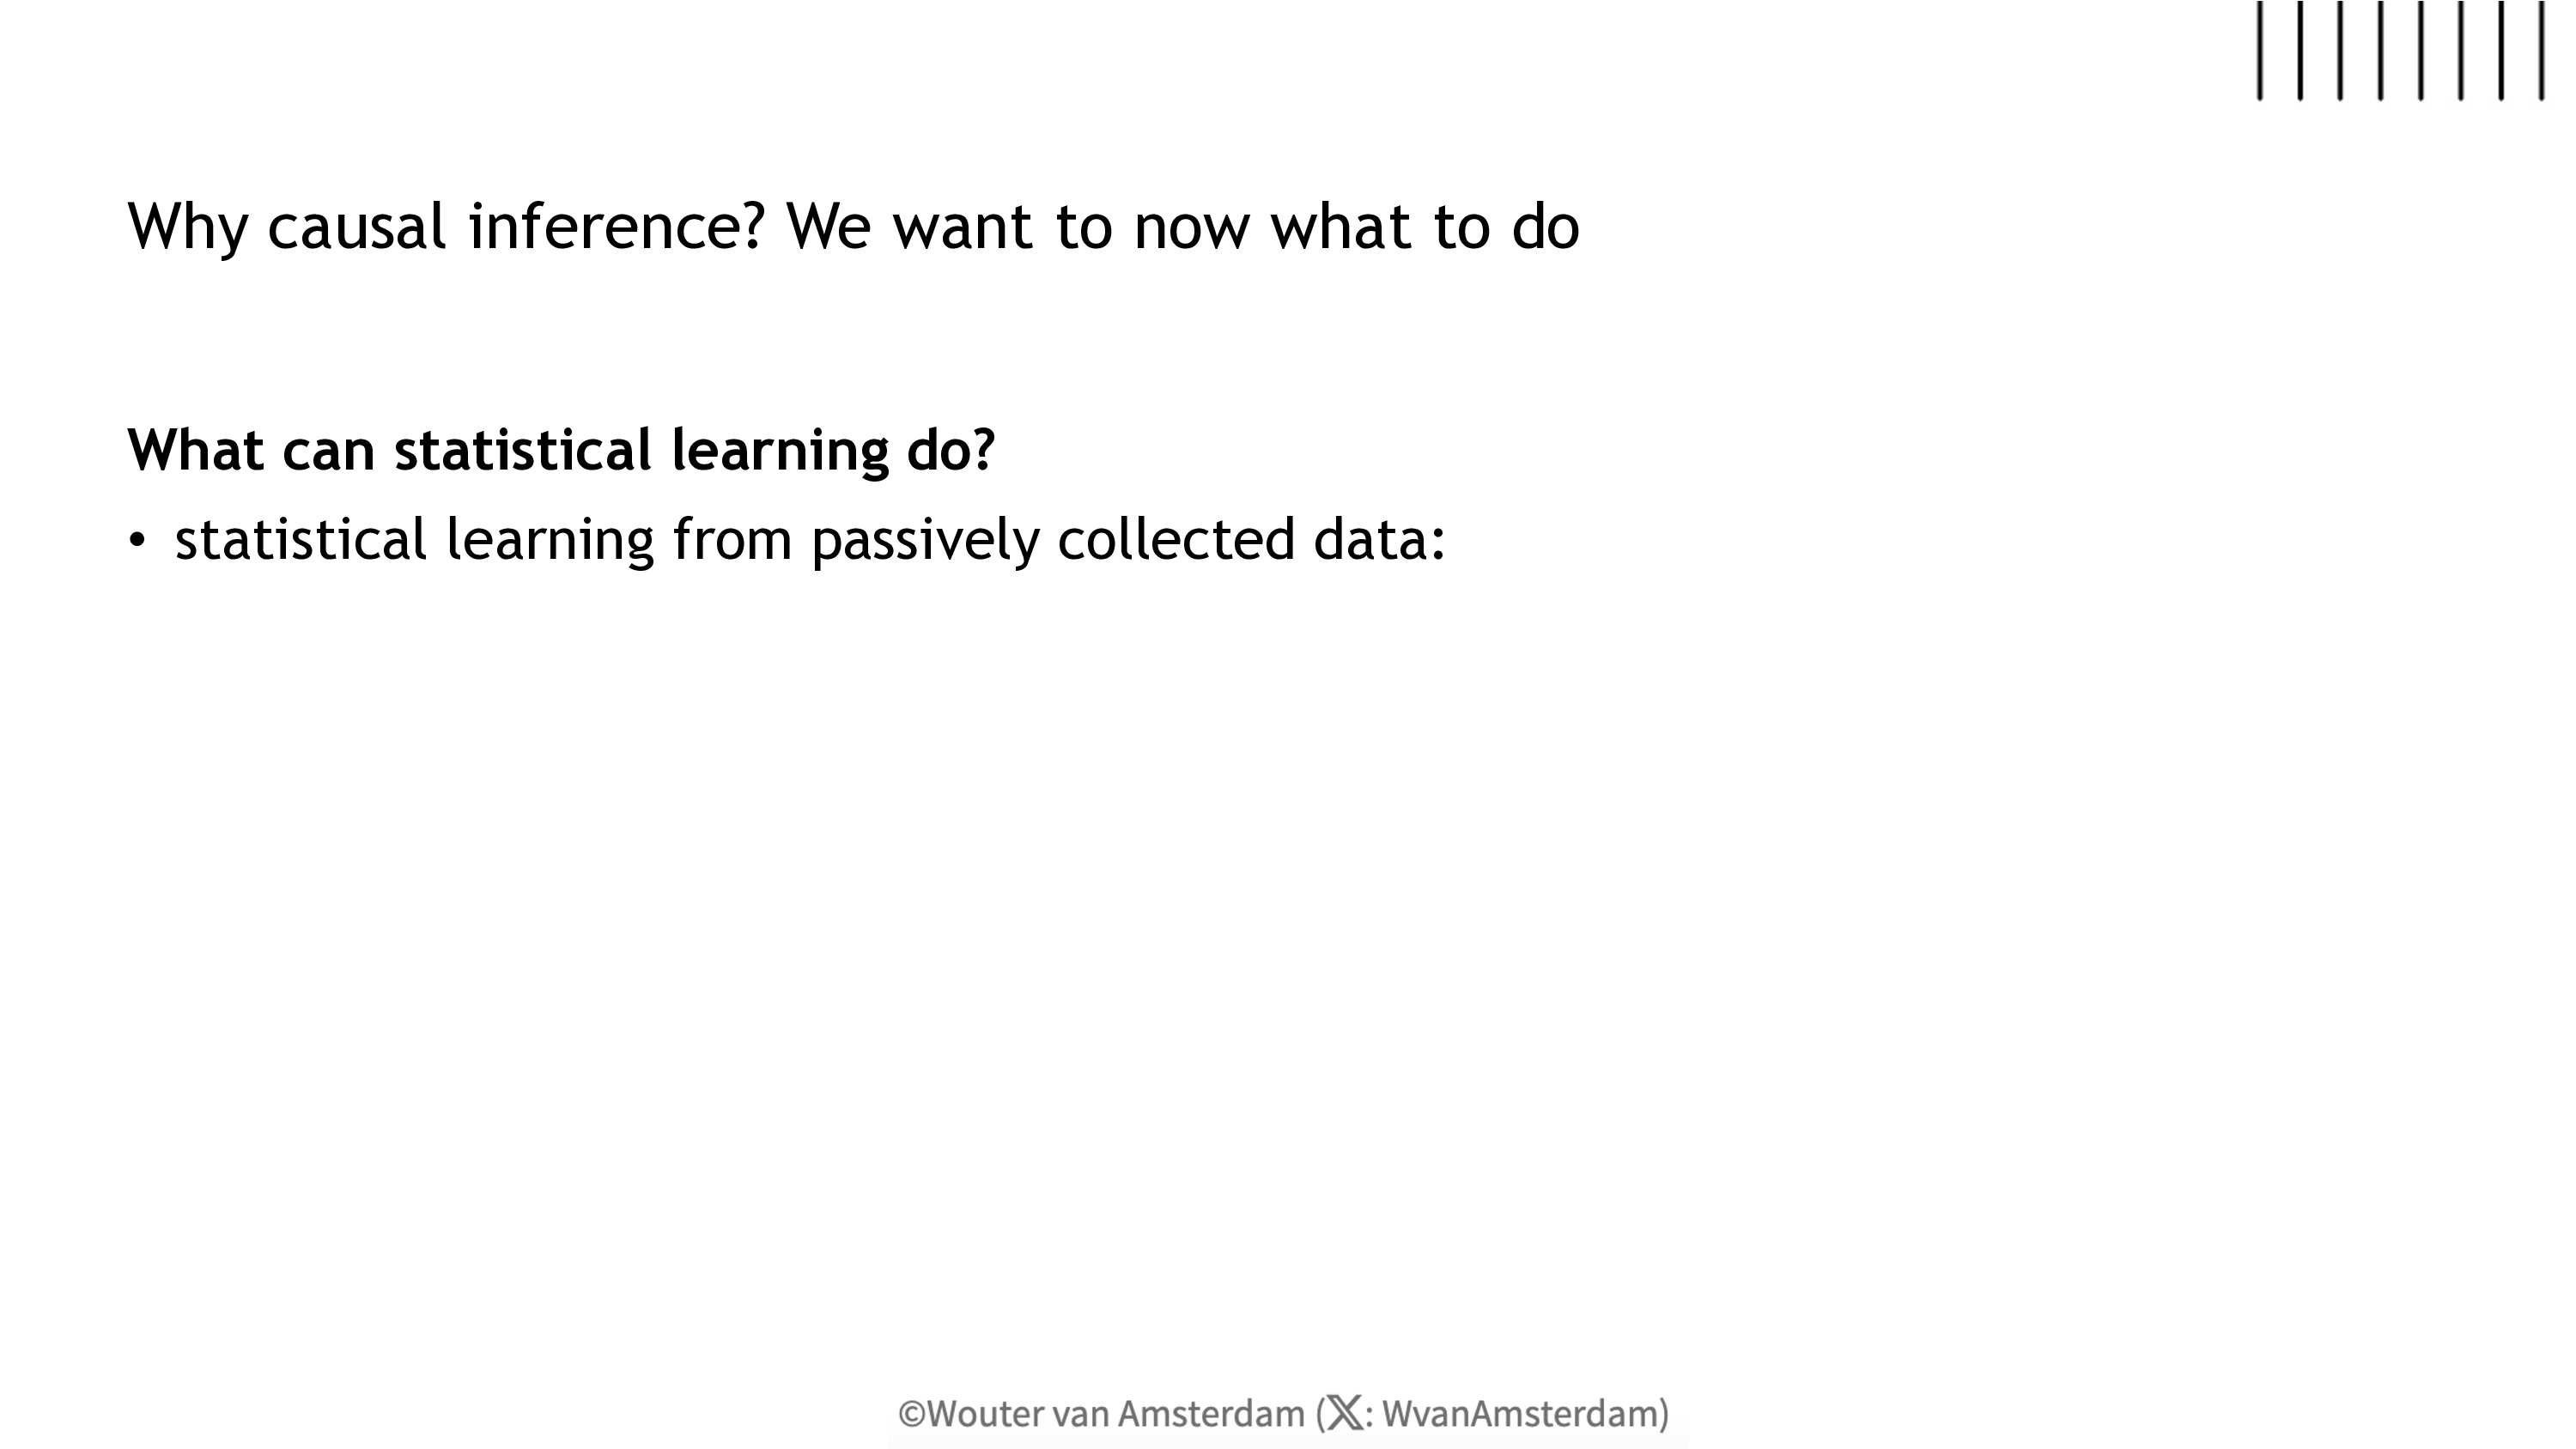 Why causal inference? We want to now what to do
What can statistical learning do?
• statistical learning from passively collected data:
©Wouter van Amsterdam (𝕏: WvanAmsterdam)